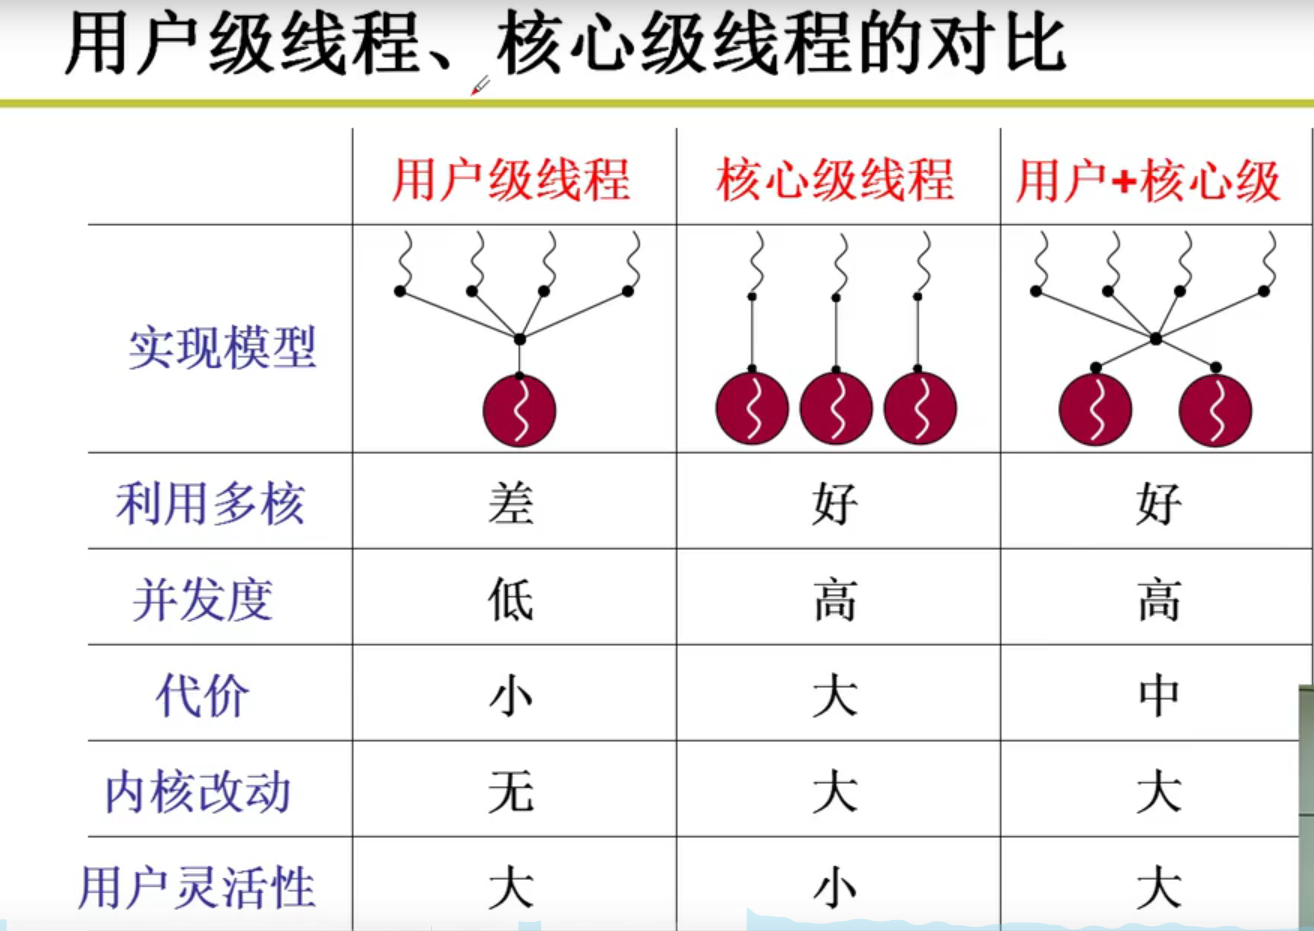 用户级线程、核心级线程的对比
用户级线程 核心级线程 用户+核心级
实现模型
利用多核 差 好 好
并发度 低 高 高
代价 小 大 中
内核改动 无 大 大
用户灵活性 大 小 大